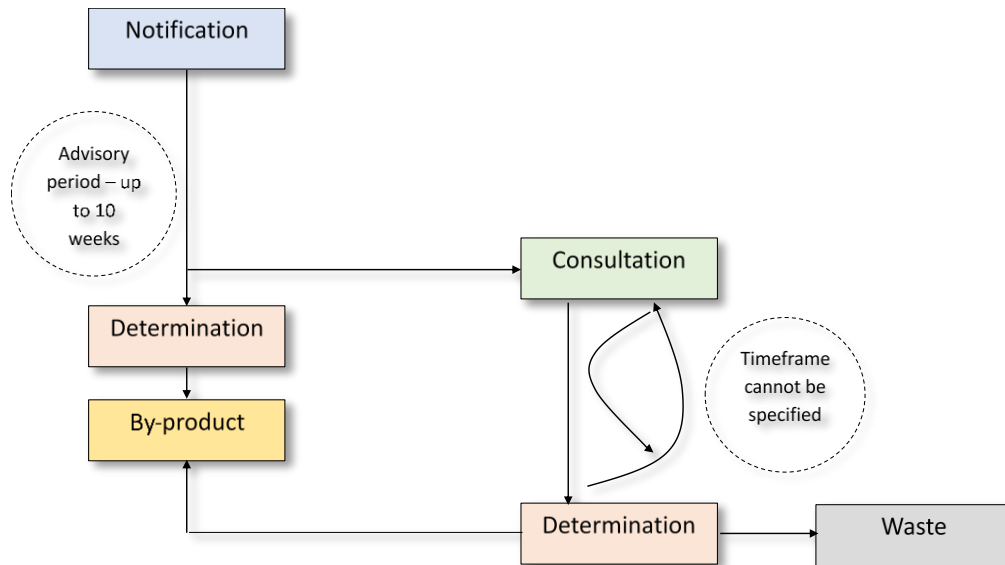 Notification
Advisory
period – up
to 10
weeks
Consultation
Determination
Timeframe
cannot be
specified
By-product
Determination
Waste